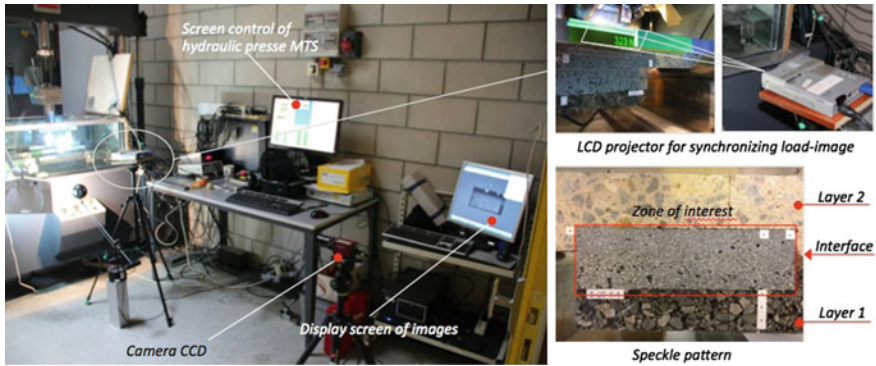 Screen control of
hydraulic presse MTS
Camera CCD
Display screen of images
LCD projector for synchronizing load-image
Zone of interest
Layer 2
Interface
Layer 1
Speckle pattern